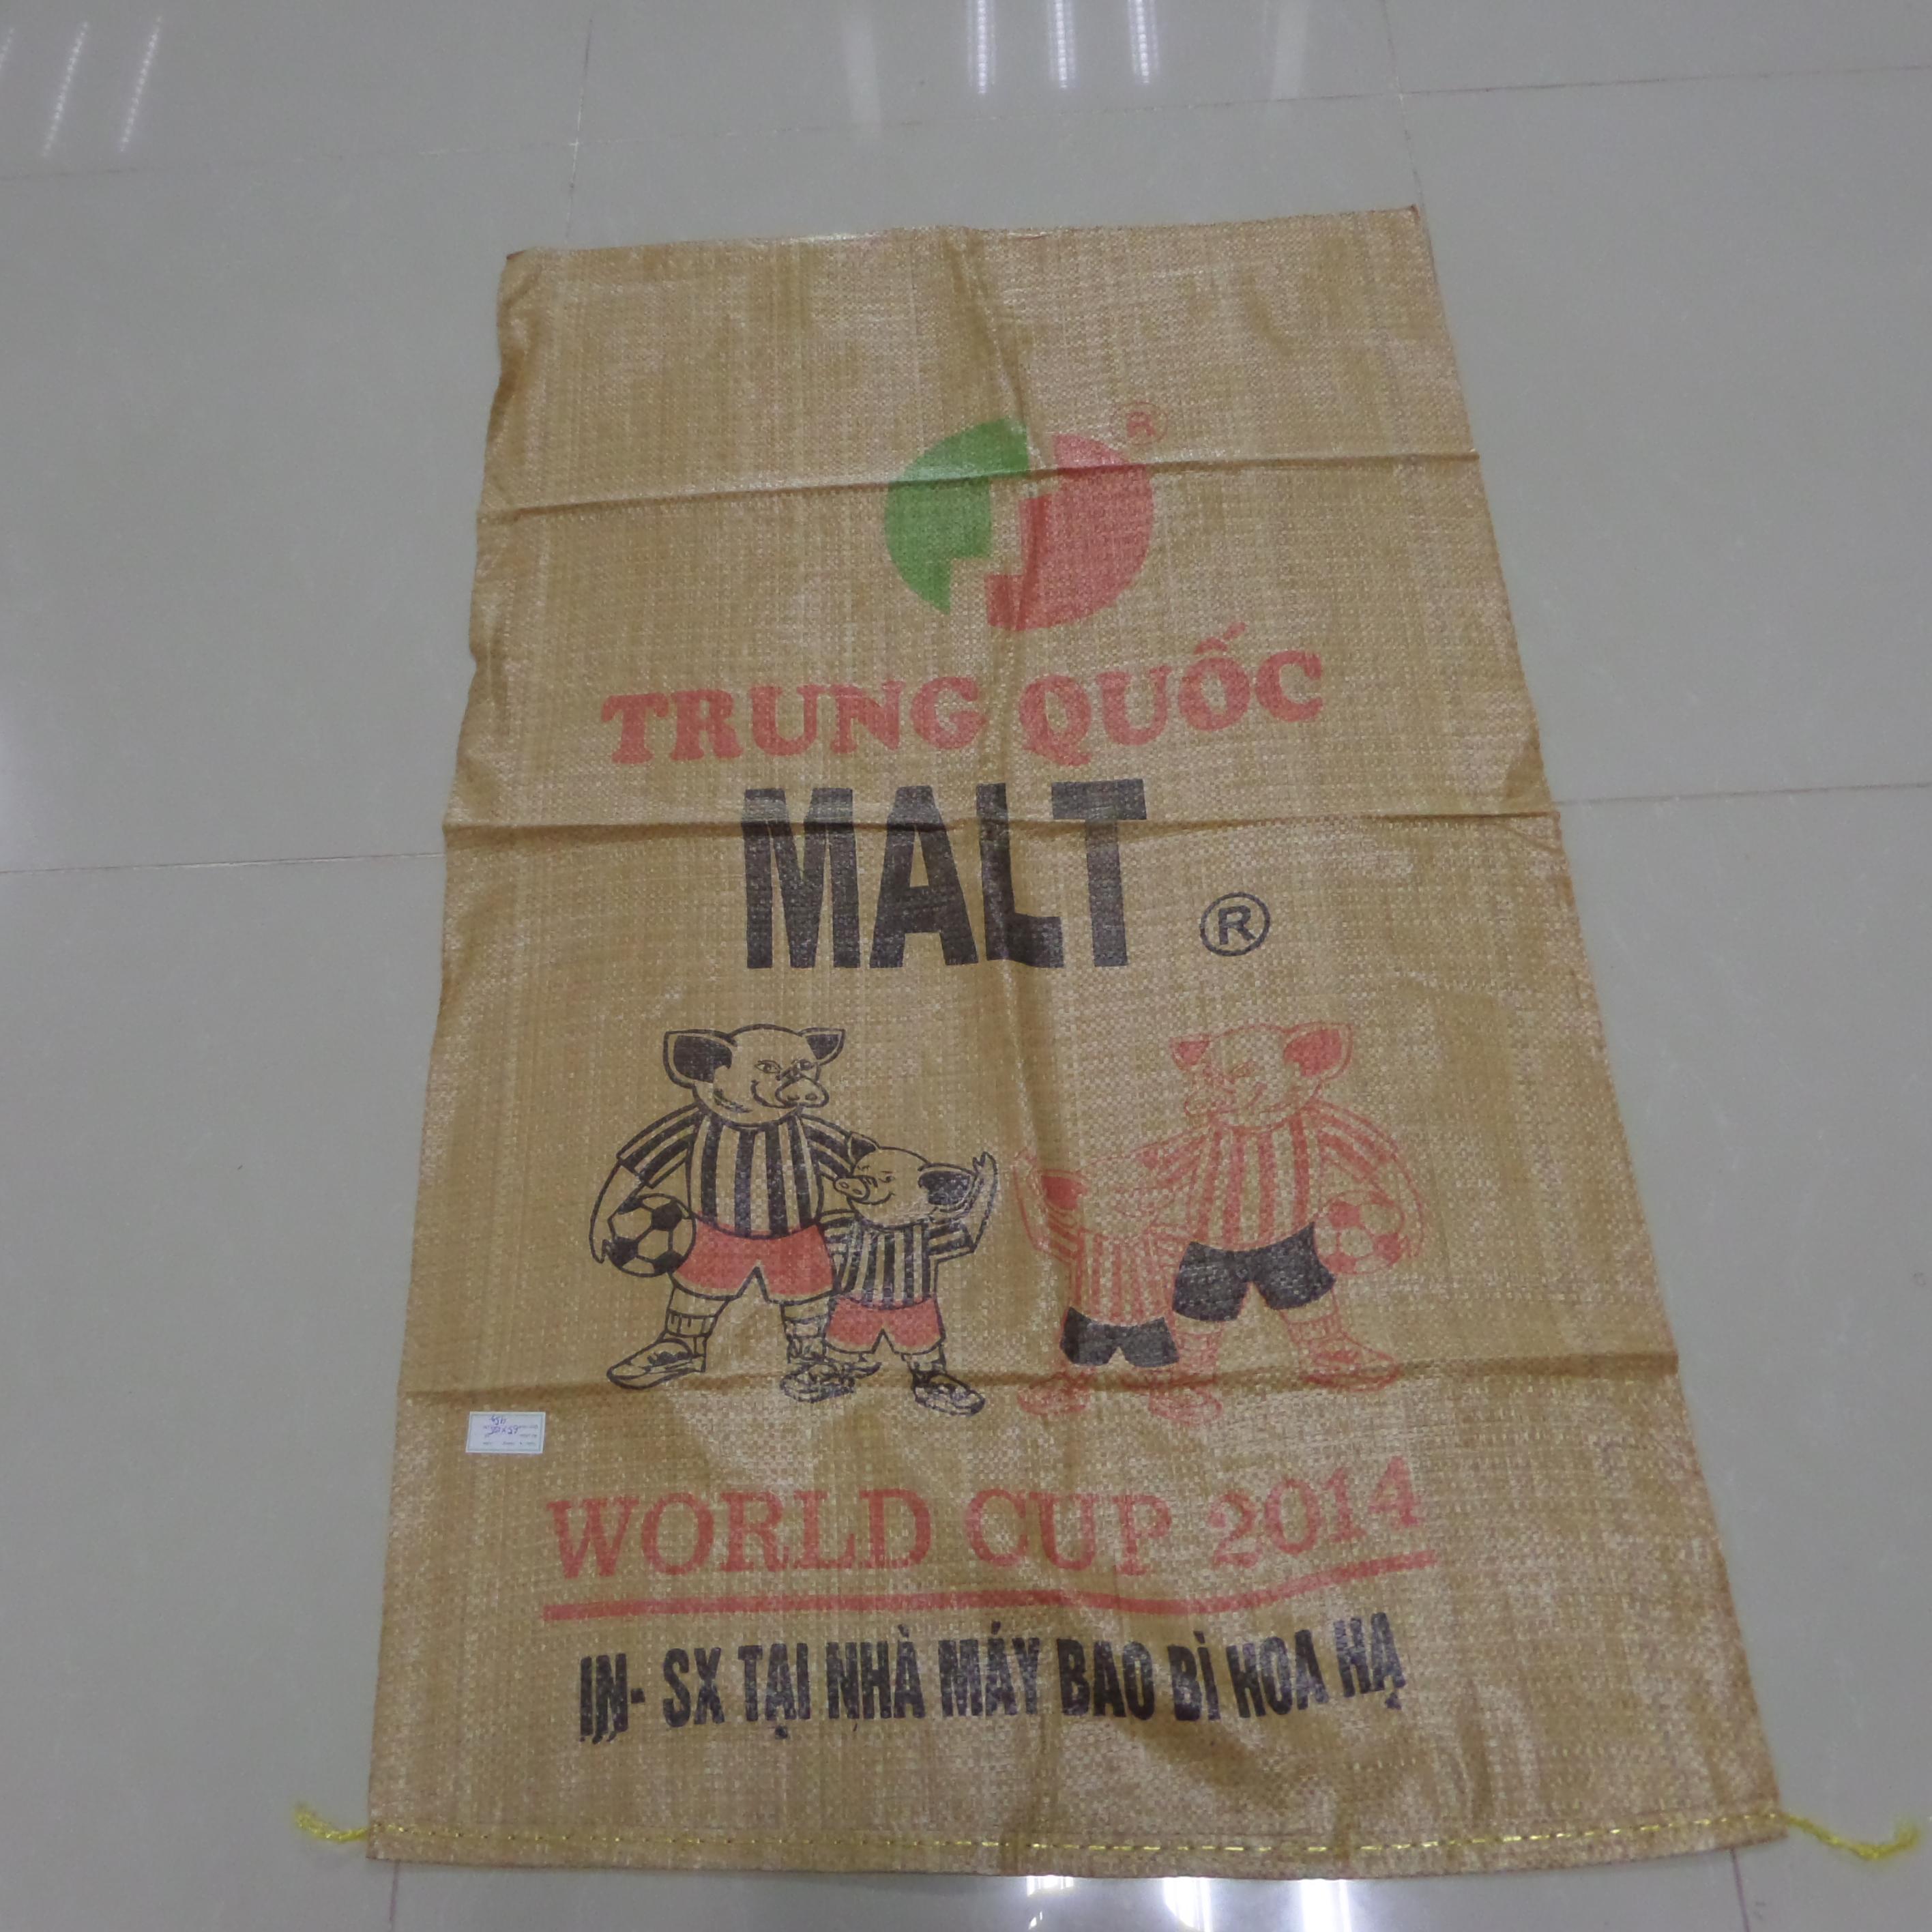 ®
TRUNG QUỐC
MALT ®
WORLD CUP 2014
IN- SX TẠI NHÀ MÁY BAO BÌ HOA HẠ